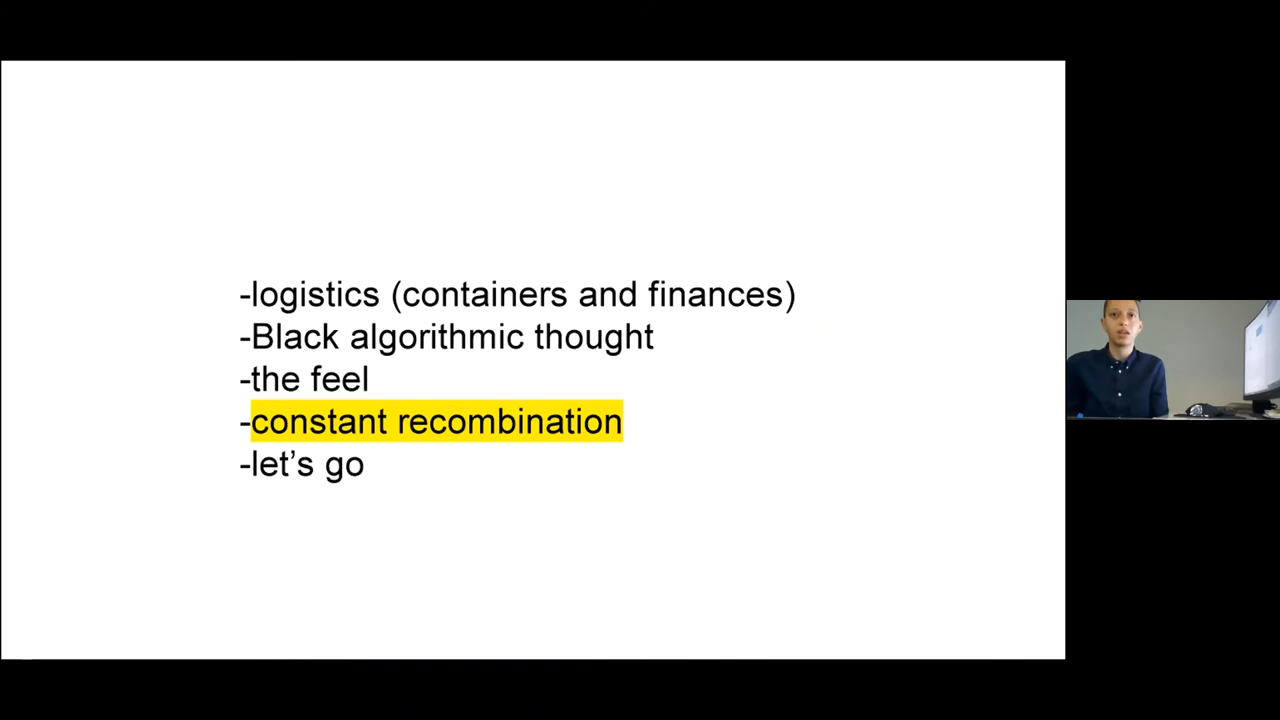 -logistics (containers and finances)
-Black algorithmic thought
-the feel
-constant recombination
-let’s go